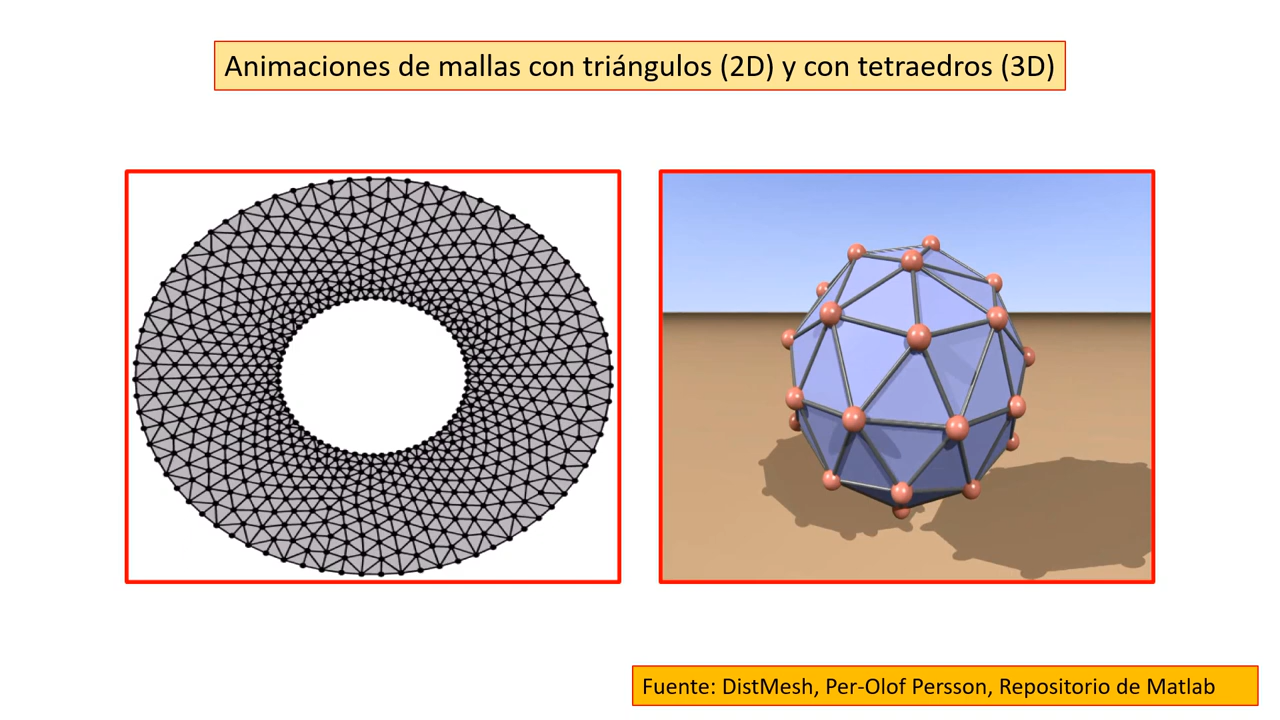 Animaciones de mallas con triángulos (2D) y con tetraedros (3D)
Fuente: DistMesh, Per-Olof Persson, Repositorio de Matlab